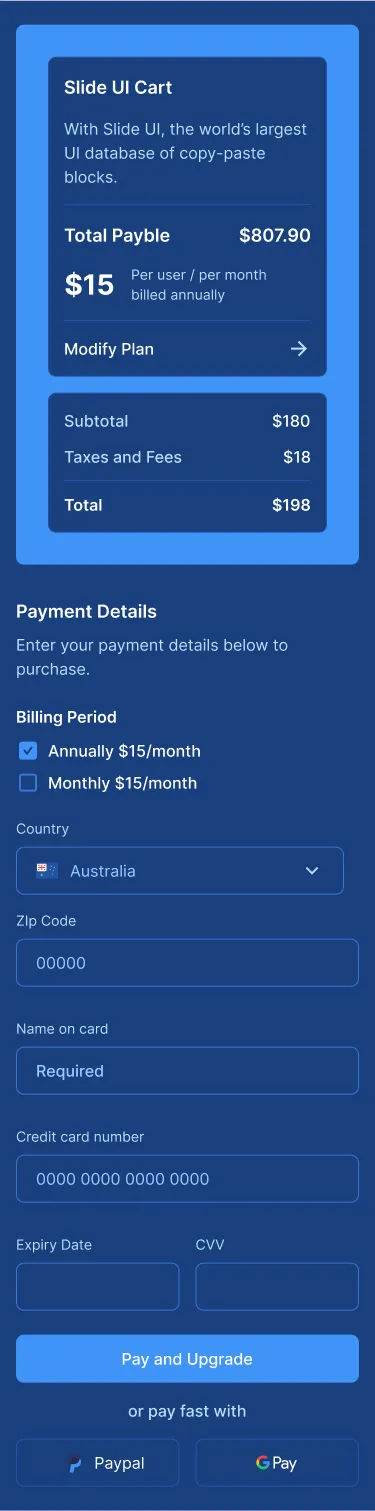 Slide UI Cart
With Slide UI, the world's largest
UI database of copy-paste
blocks.
Total Payble $807.90
$15 Per user / per month
billed annually
Modify Plan
Subtotal $180
Taxes and Fees $18
Total $198
Payment Details
Enter your payment details below to
purchase.
Billing Period
Annually $15/month
Monthly $15/month
Country
Australia
ZIp Code
00000
Name on card
Required
Credit card number
0000 0000 0000 0000
Expiry Date CVV
Pay and Upgrade
or pay fast with
Paypal G Pay